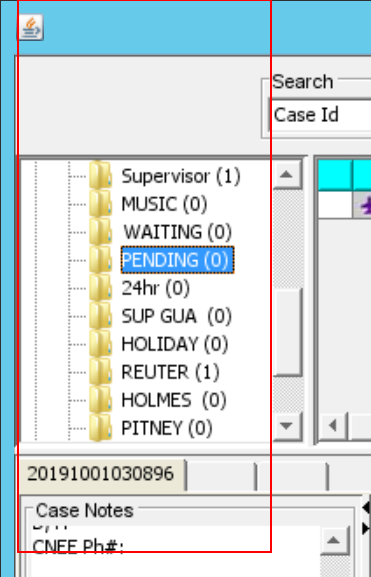 Search
Case Id
Supervisor (1)
MUSIC (0)
WAITING (0)
PENDING (0)
24hr (0)
SUP GUA (0)
HOLIDAY (0)
REUTER (1)
HOLMES (0)
PITNEY (0)
20191001030896
Case Notes
CNEE Ph#: